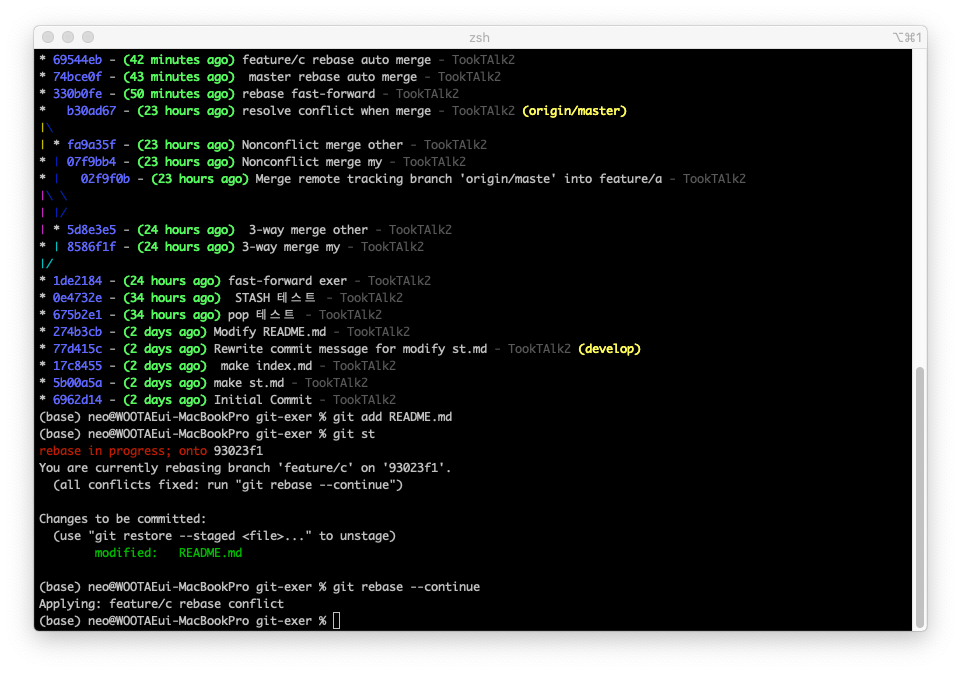 zsh
⌥⌘1
* 69544eb - (42 minutes ago) feature/c rebase auto merge - TookTAlk2
* 74bce0f - (43 minutes ago)  master rebase auto merge - TookTAlk2
* 330b0fe - (50 minutes ago) rebase fast-forward - TookTAlk2
*   b30ad67 - (23 hours ago) resolve conflict when merge - TookTAlk2 (origin/master)
|\
| * fa9a35f - (23 hours ago) Nonconflict merge other - TookTAlk2
* | 07f9bb4 - (23 hours ago) Nonconflict merge my - TookTAlk2
* |   02f9f0b - (23 hours ago) Merge remote tracking branch 'origin/maste' into feature/a - TookTAlk2
|\ \
| |/
| * 5d8e3e5 - (24 hours ago)  3-way merge other - TookTAlk2
* | 8586f1f - (24 hours ago) 3-way merge my - TookTAlk2
|/
* 1de2184 - (24 hours ago) fast-forward exer - TookTAlk2
* 0e4732e - (34 hours ago)  STASH 테스트 - TookTAlk2
* 675b2e1 - (34 hours ago) pop 테스트 - TookTAlk2
* 274b3cb - (2 days ago) Modify README.md - TookTAlk2
* 77d415c - (2 days ago) Rewrite commit message for modify st.md - TookTAlk2 (develop)
* 17c8455 - (2 days ago)  make index.md - TookTAlk2
* 5b00a5a - (2 days ago) make st.md - TookTAlk2
* 6962d14 - (2 days ago) Initial Commit - TookTAlk2
(base) neo@WOOTAEui-MacBookPro git-exer % git add README.md
(base) neo@WOOTAEui-MacBookPro git-exer % git st
rebase in progress; onto 93023f1
You are currently rebasing branch 'feature/c' on '93023f1'.
  (all conflicts fixed: run "git rebase --continue")

Changes to be committed:
  (use "git restore --staged <file>..." to unstage)
        modified:   README.md

(base) neo@WOOTAEui-MacBookPro git-exer % git rebase --continue
Applying: feature/c rebase conflict
(base) neo@WOOTAEui-MacBookPro git-exer %